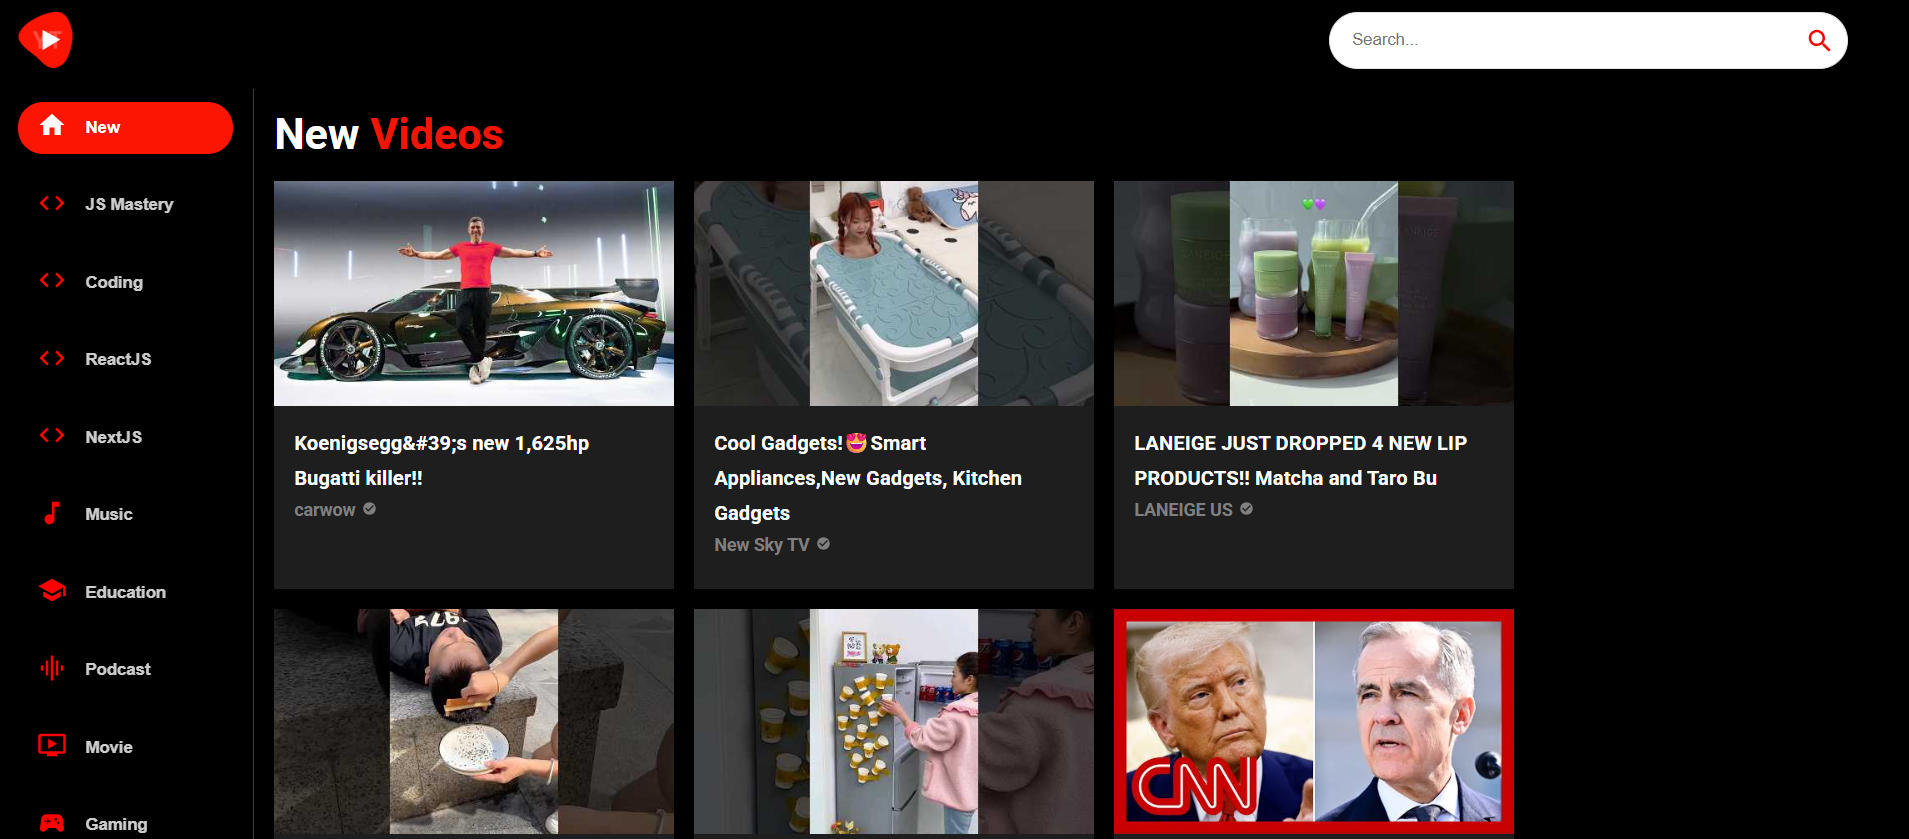 YT
Search...
New
JS Mastery
Coding
ReactJS
NextJS
Music
Education
Podcast
Movie
Gaming
New Videos
LANEIGE
Koenigsegg&#39;s new 1,625hp
Bugatti killer!!
carwow
Cool Gadgets!🤩Smart
Appliances,New Gadgets, Kitchen
Gadgets
New Sky TV
LANEIGE JUST DROPPED 4 NEW LIP
PRODUCTS!! Matcha and Taro Bu
LANEIGE US
CNN